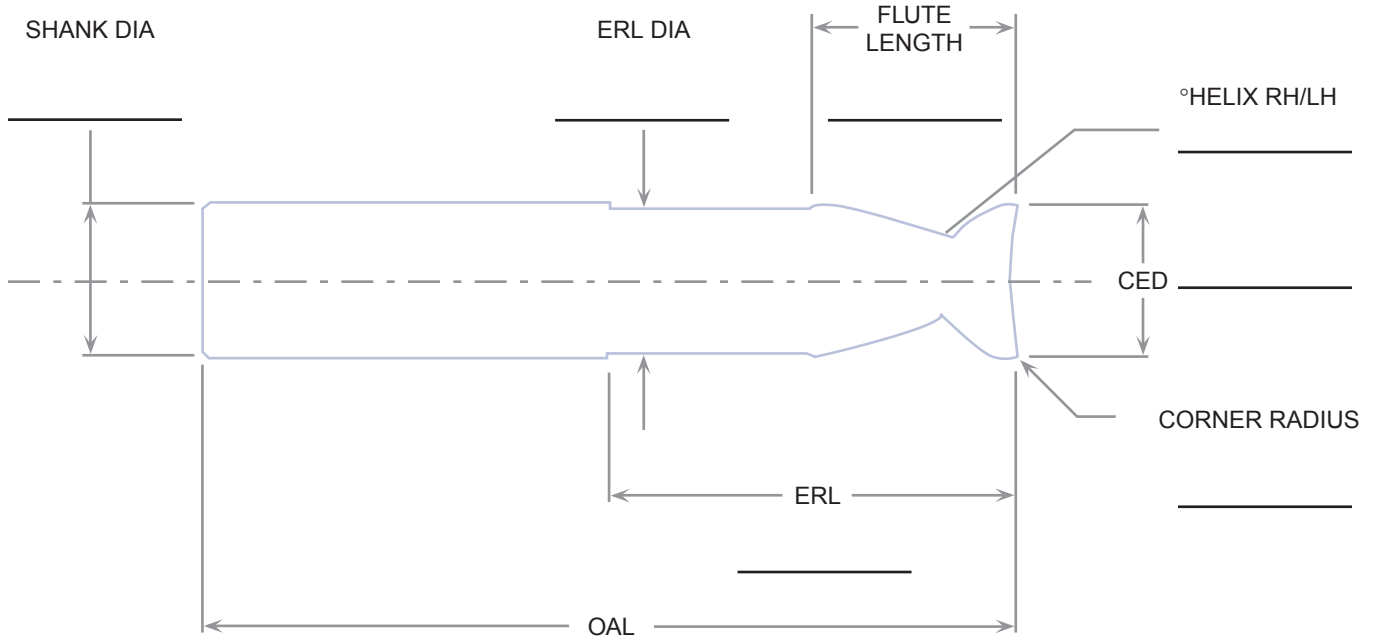 SHANK DIA
ERL DIA
FLUTE
LENGTH
°HELIX RH/LH
CED
CORNER RADIUS
ERL
OAL